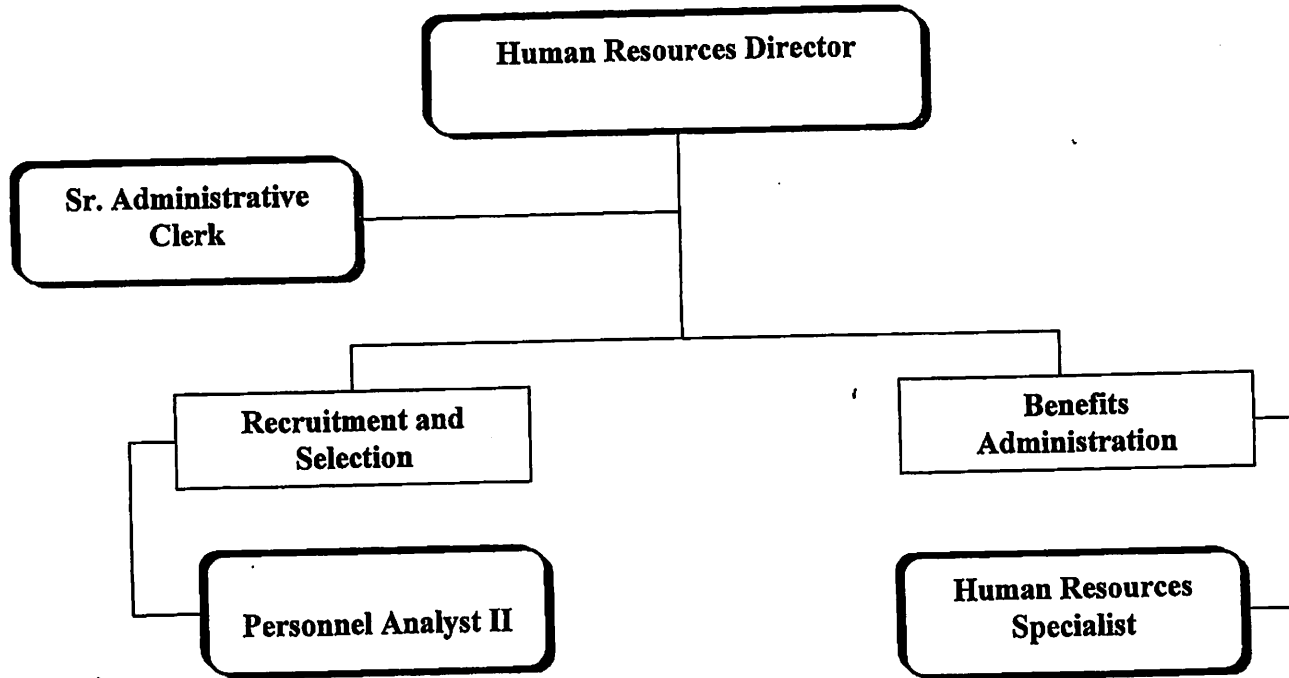 Human Resources Director
Sr. Administrative
Clerk
Recruitment and
Selection
Benefits
Administration
Personnel Analyst II
Human Resources
Specialist